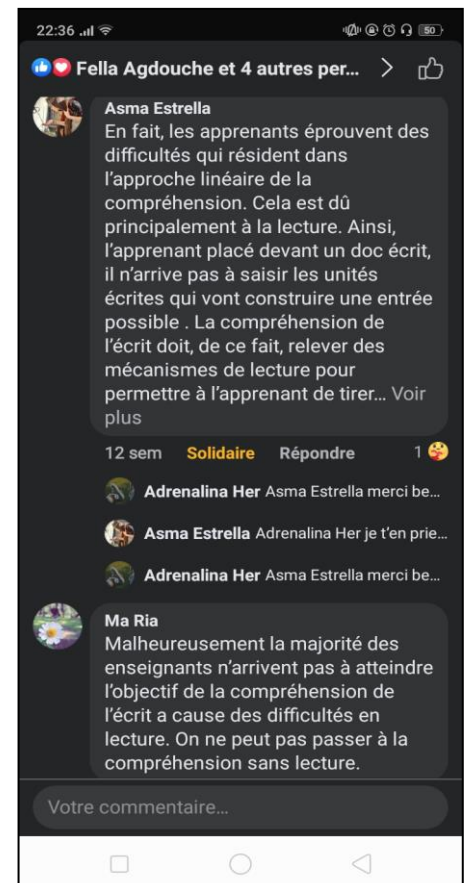 22:36
50
Fella Agdouche et 4 autres per...
Asma Estrella
En fait, les apprenants éprouvent des
difficultés qui résident dans
l'approche linéaire de la
compréhension. Cela est dû
principalement à la lecture. Ainsi,
l'apprenant placé devant un doc écrit,
il n'arrive pas à saisir les unités
écrites qui vont construire une entrée
possible . La compréhension de
l'écrit doit, de ce fait, relever des
mécanismes de lecture pour
permettre à l'apprenant de tirer... Voir
plus
12 sem Solidaire Répondre 1
Adrenalina Her Asma Estrella merci be...
Asma Estrella Adrenalina Her je t'en prie...
Adrenalina Her Asma Estrella merci be...
Ma Ria
Malheureusement la majorité des
enseignants n'arrivent pas à atteindre
l'objectif de la compréhension de
l'écrit a cause des difficultés en
lecture. On ne peut pas passer à la
compréhension sans lecture.
Votre commentaire...